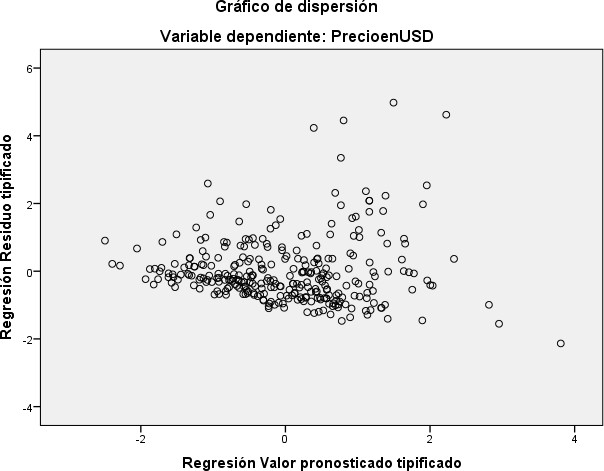 Gráfico de dispersión
Variable dependiente: PrecioenUSD
Regresión Residuo tipificado
6
4
2
0
-2
-4
-2
0
2
4
Regresión Valor pronosticado tipificado